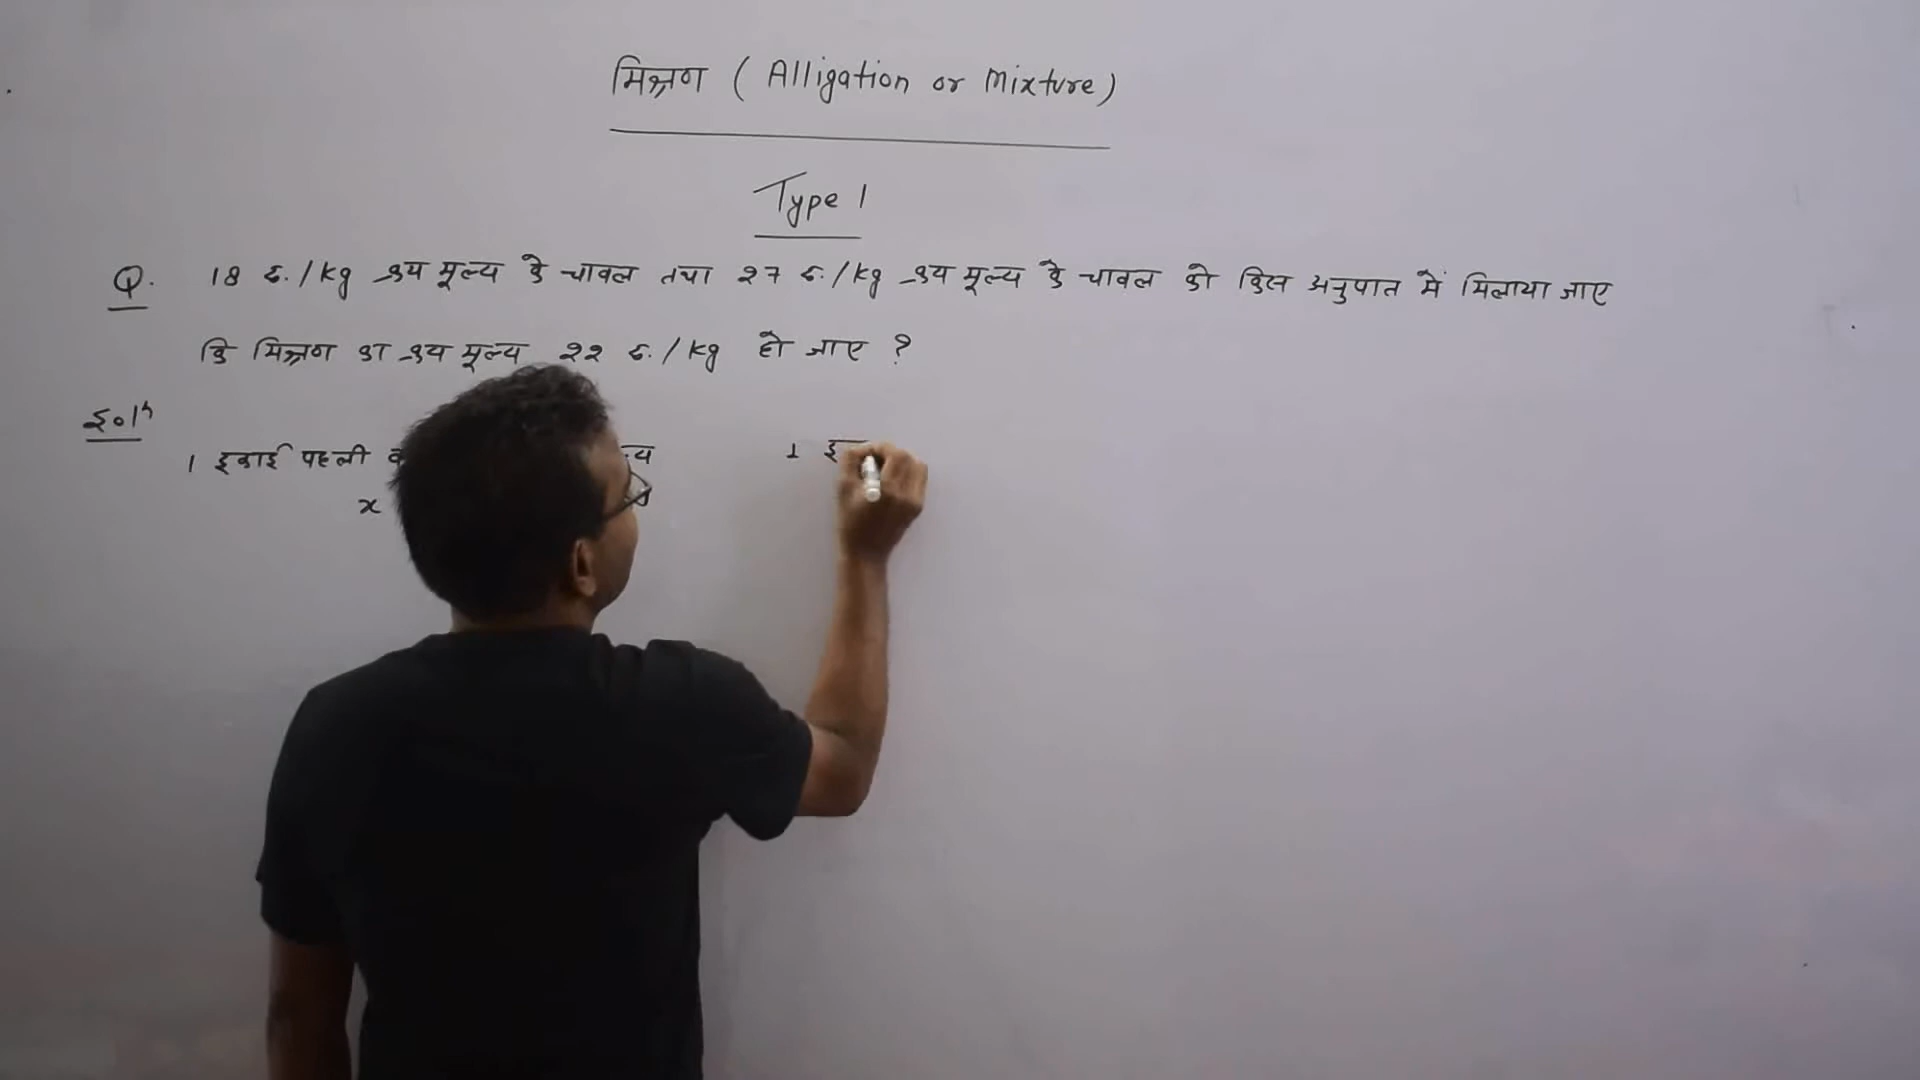 मिश्रण ( Alligation or Mixture )
Type 1
Q. 18 रु. / kg क्रय मूल्य के चावल तथा 27 रु. / kg क्रय मूल्य के चावल को किस अनुपात में मिलाया जाए
कि मिश्रण का क्रय मूल्य 22 रु. / kg हो जाए ?
Solⁿ
1 इकाई पहली 1
x